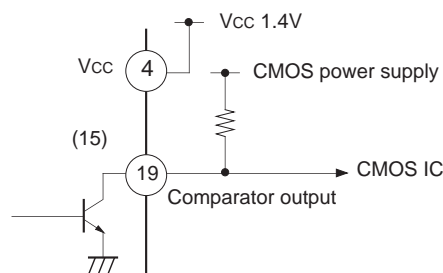 Vcc 1.4V
Vcc
4
CMOS power supply
(15)
19
CMOS IC
Comparator output